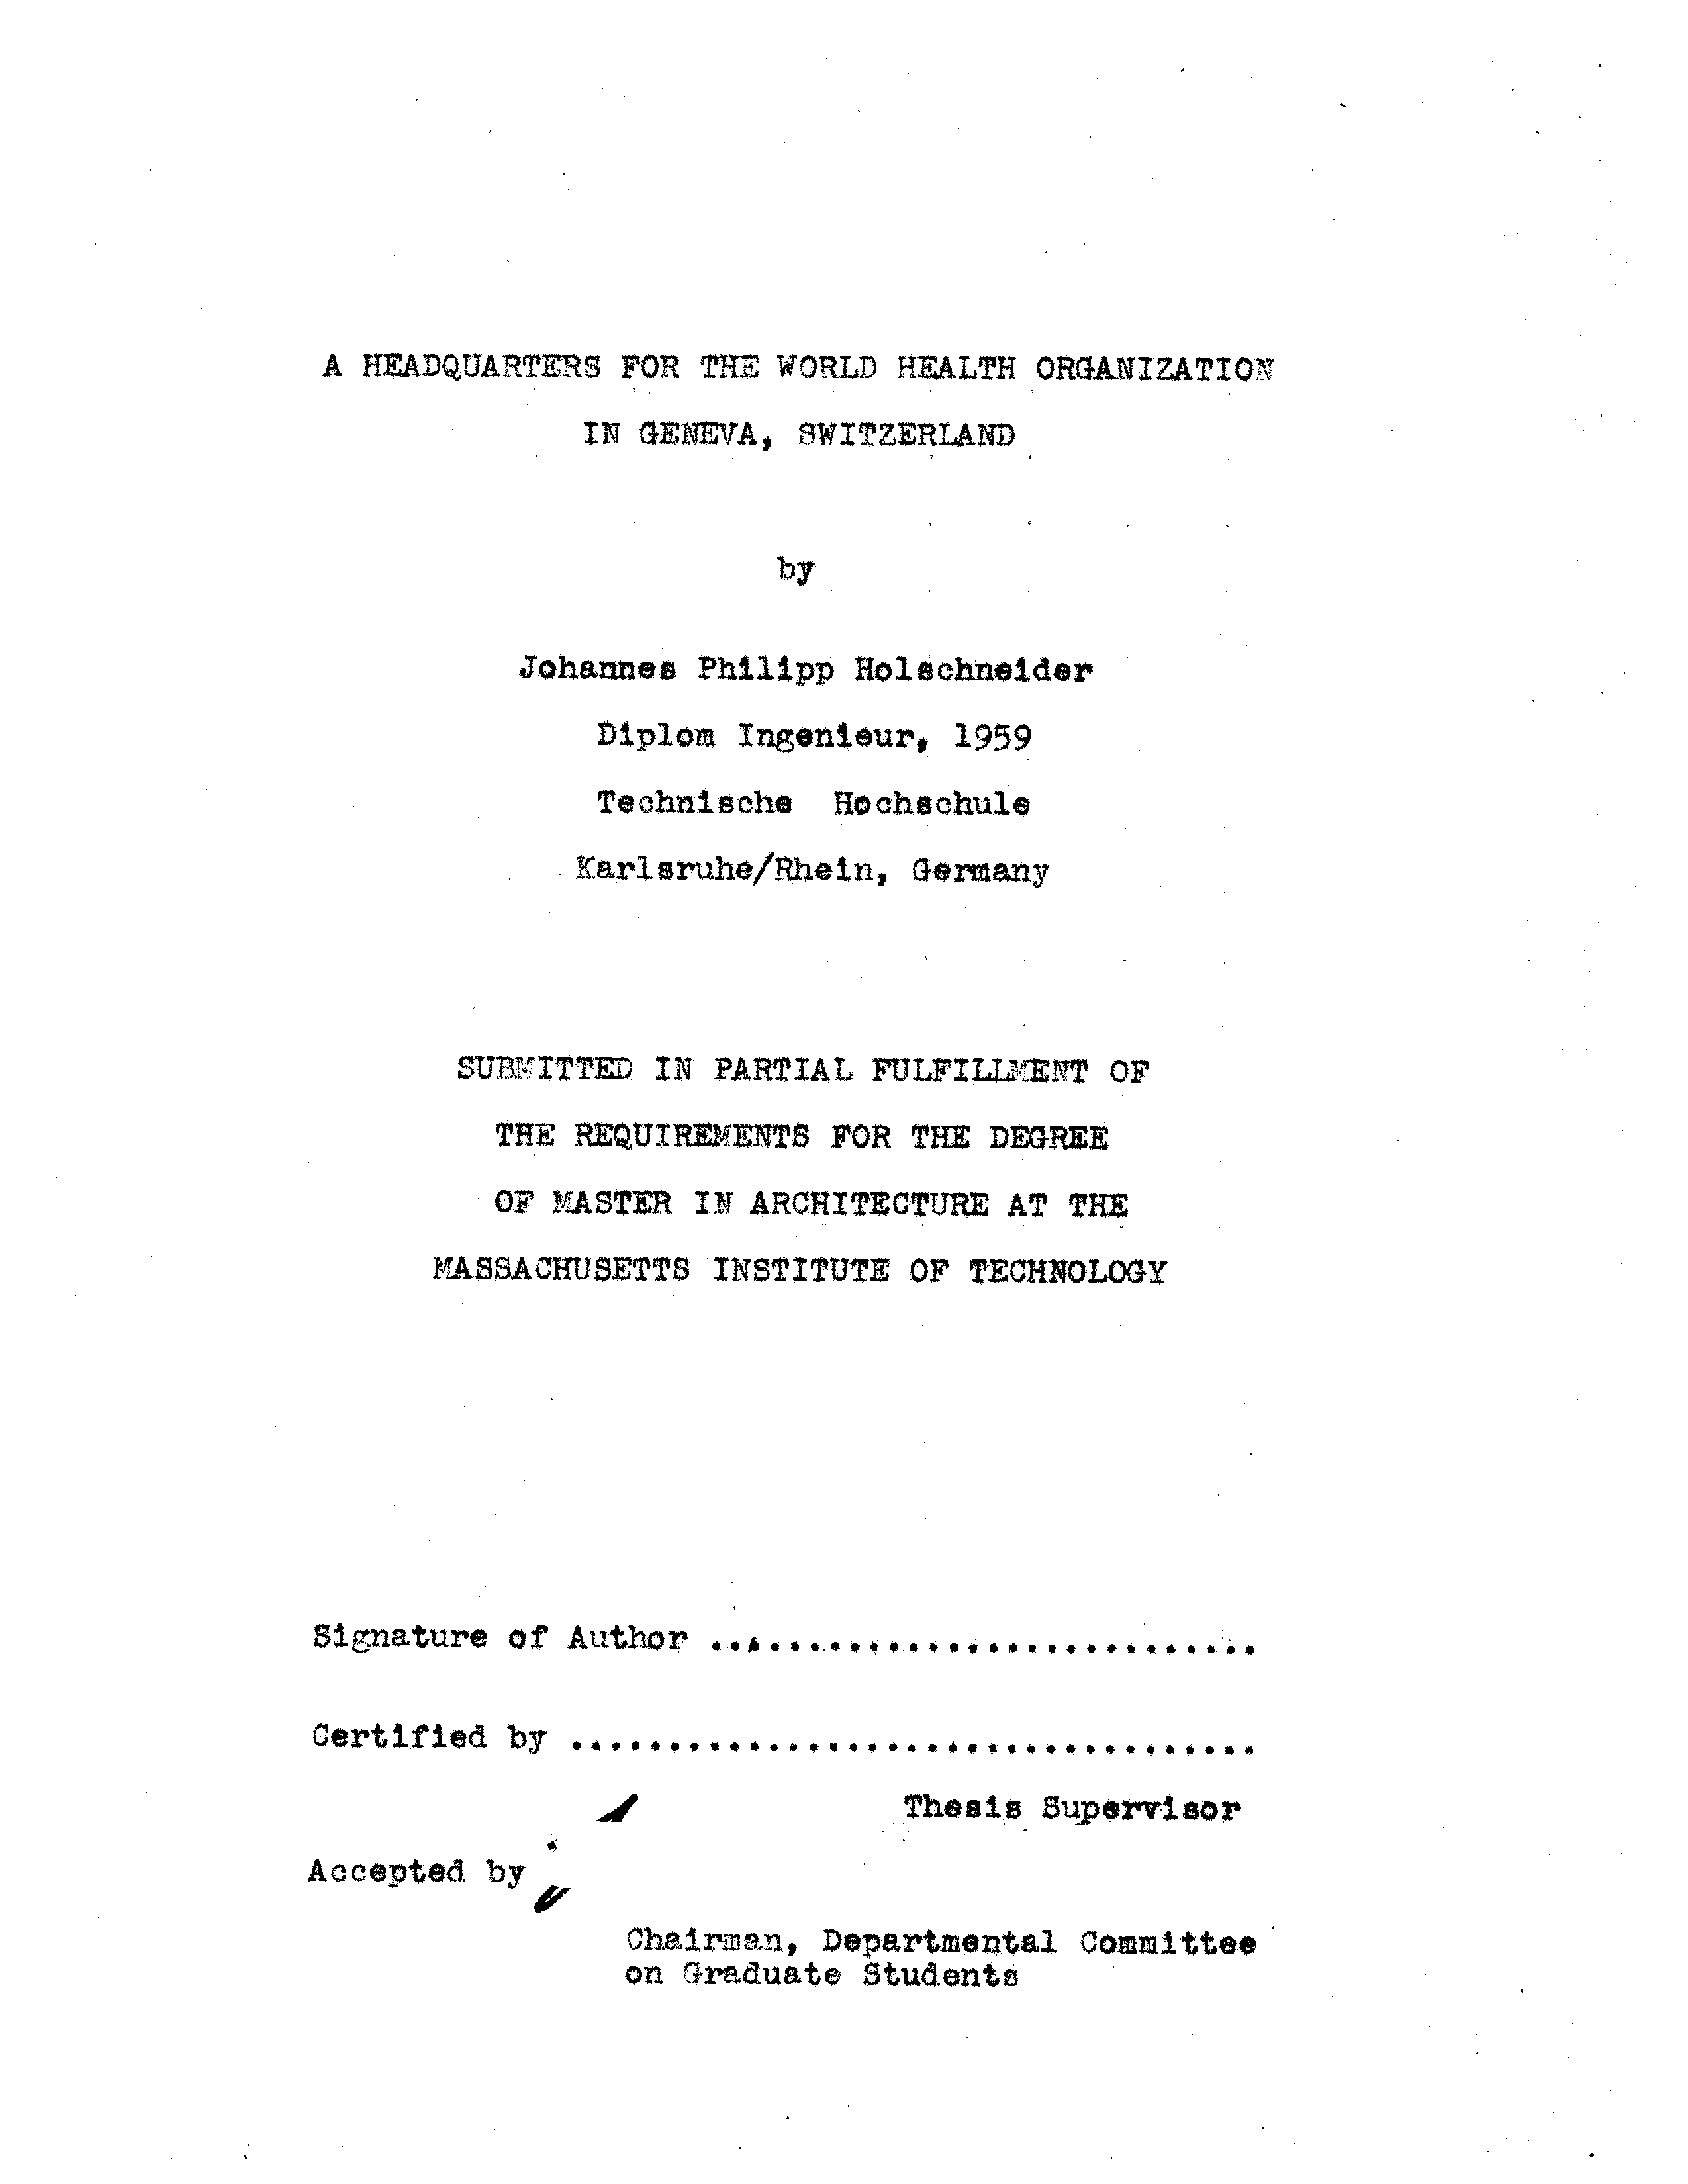 A HEADQUARTERS FOR THE WORLD HEALTH ORGANIZATION
IN GENEVA, SWITZERLAND
by
Johannes Philipp Holschneider
Diplom Ingenieur, 1959
Technische Hochschule
Karlsruhe/Rhein, Germany
SUBMITTED IN PARTIAL FULFILLMENT OF
THE REQUIREMENTS FOR THE DEGREE
OF MASTER IN ARCHITECTURE AT THE
MASSACHUSETTS INSTITUTE OF TECHNOLOGY
Signature of Author ............................
Certified by ...................................
Thesis Supervisor
Accepted by
Chairman, Departmental Committee
on Graduate Students